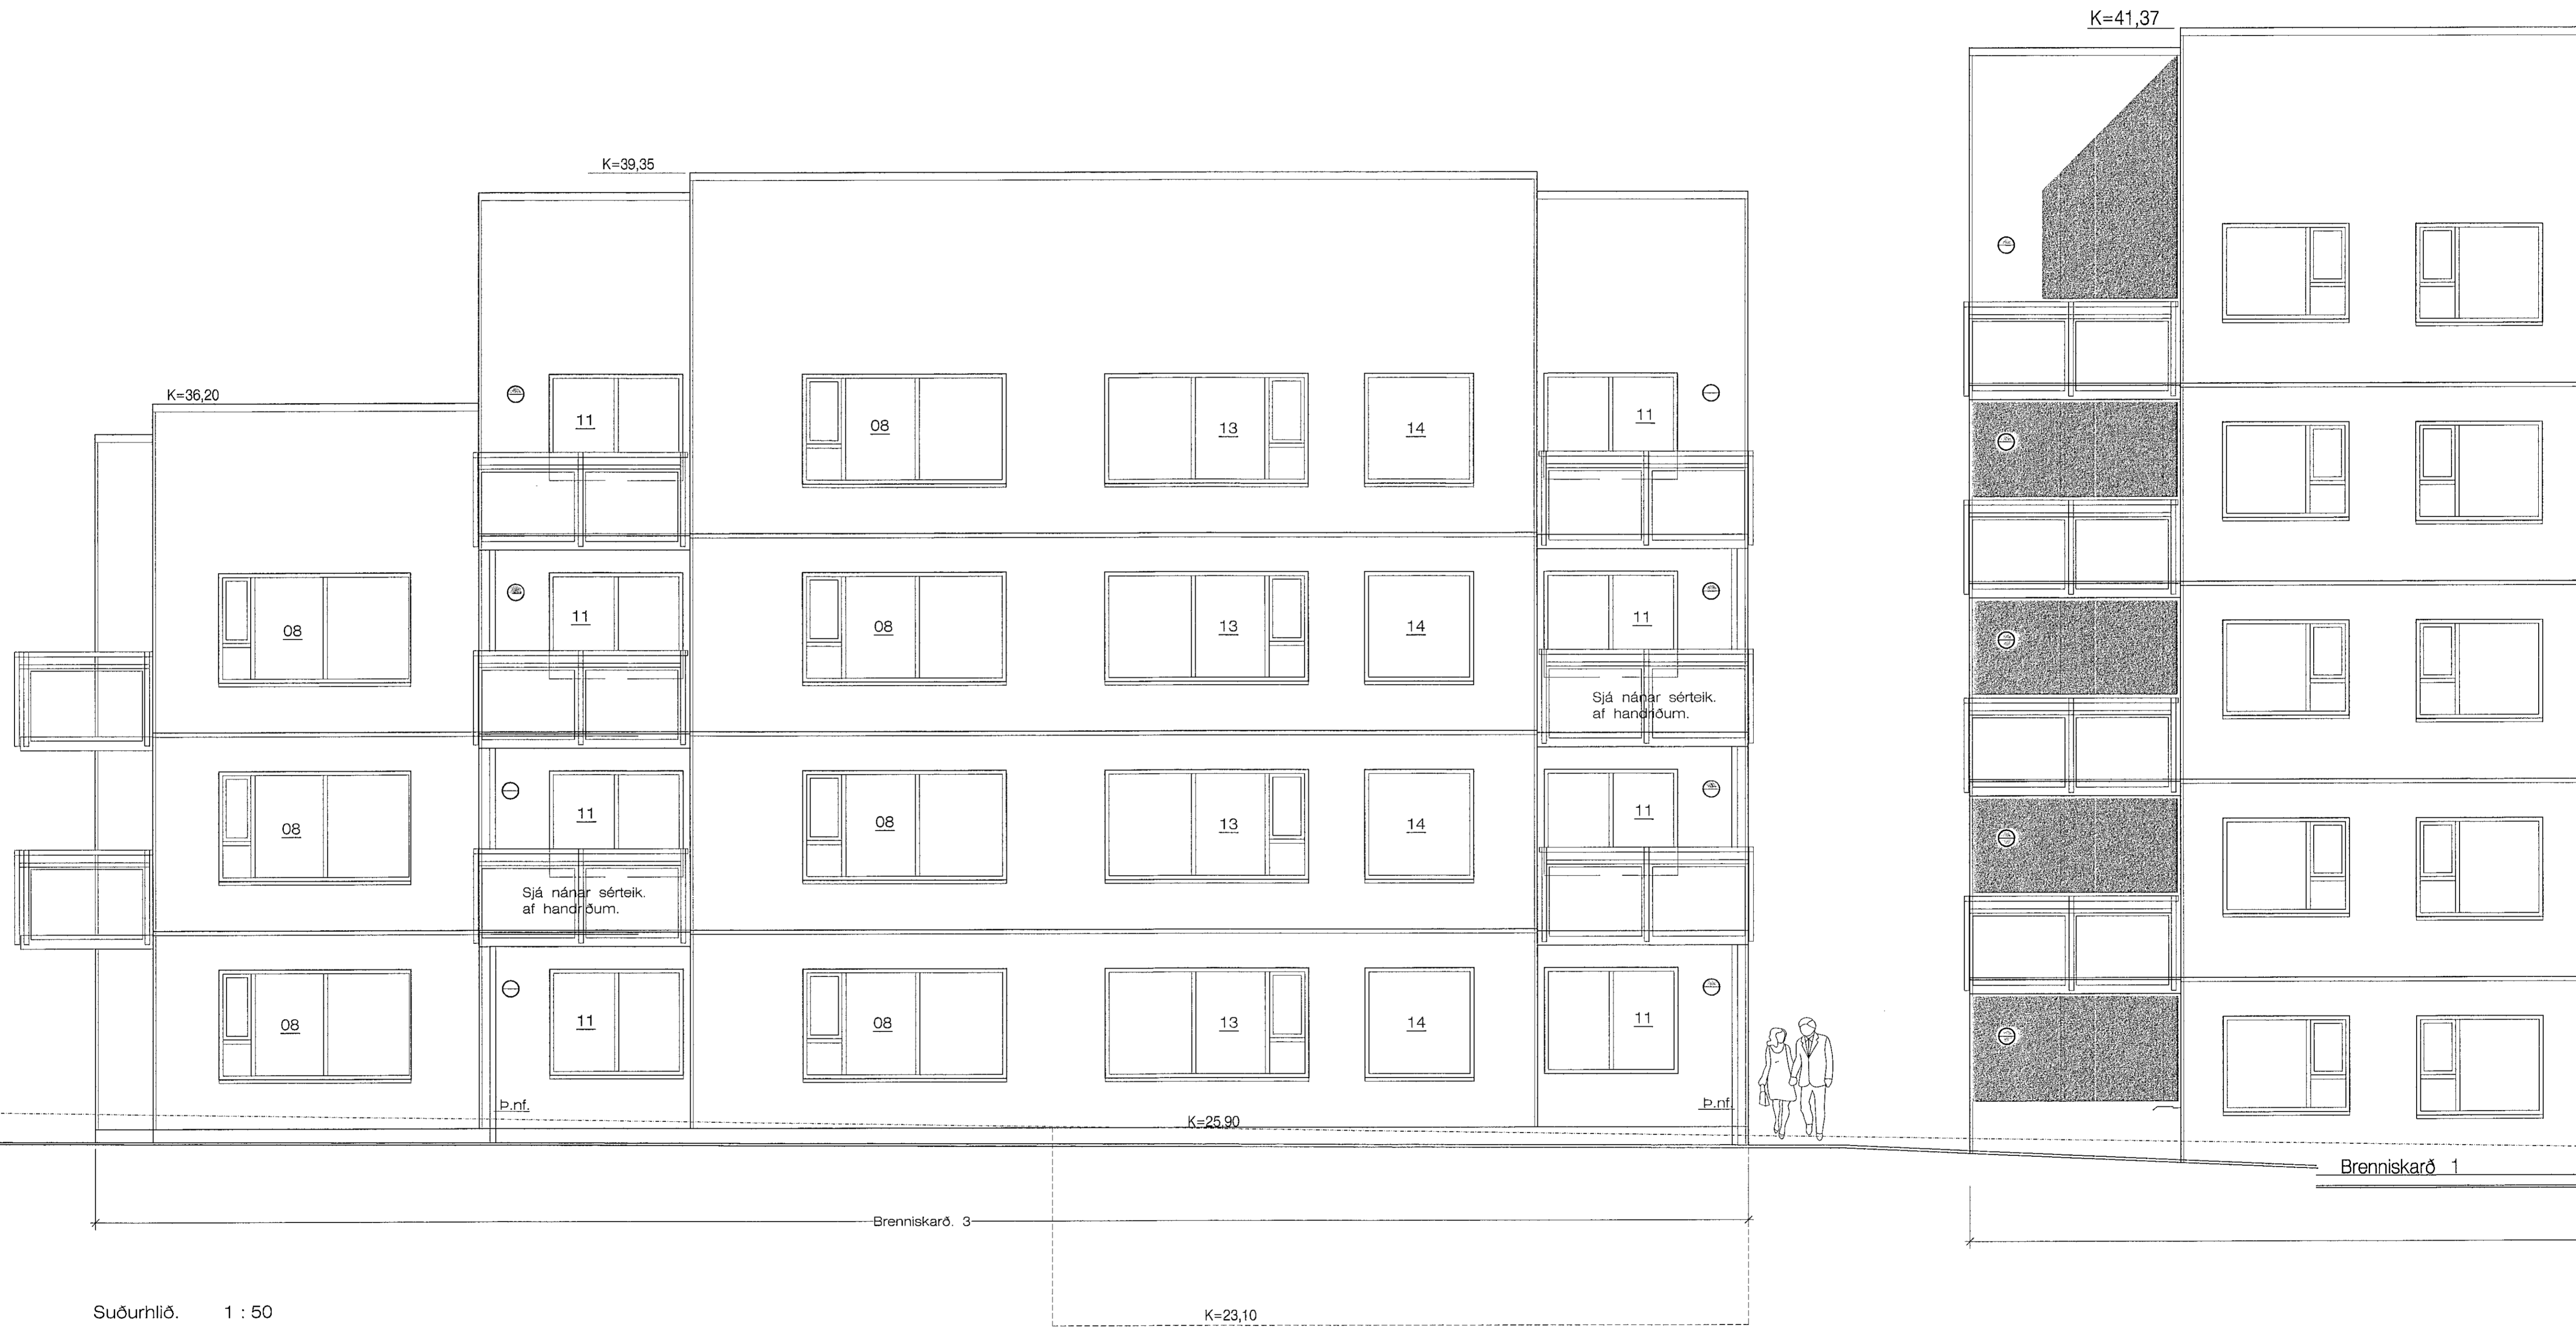 K=41,37
K=39,35
K=36,20
11
08
13
14
11
08
11
08
13
14
11
Sjá nánar sérteik.
af handriðum.
08
11
08
13
14
11
Sjá nánar sérteik.
af handriðum.
08
11
08
13
14
11
Þ.nf.
Þ.nf.
K=25,90
Brenniskarð 1
Brenniskarð. 3
Suðurhlið. 1 : 50
K=23,10